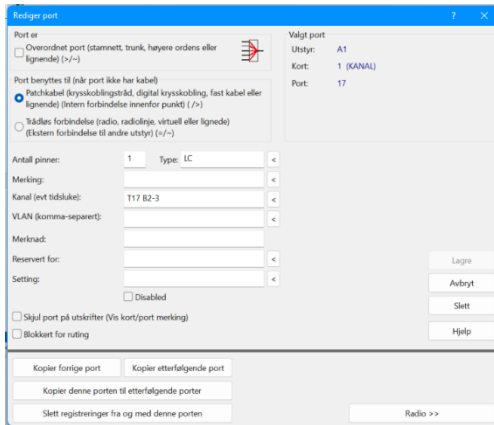 Rediger port
Port er
Overordnet port (stamnett, trunk, høyere ordens eller
lignende) (>/~)
Port benyttes til (når port ikke har kabel)
Patchkabel (krysskoblingstråd, digital krysskobling, fast kabel eller
lignende) (Intern forbindelse innenfor punkt) ( />)
Trådløs forbindelse (radio, radiolinje, virtuell eller lignede)
(Ekstern forbindelse til andre utstyr) (=/~)
Valgt port
Utstyr: A1
Kort: 1 (KANAL)
Port: 17
Antall pinner: 1 Type: LC <
Merking: <
Kanal (evt tidsluke): T17 B2-3 <
VLAN (komma-separert): <
Merknad:
Reservert for: <
Setting: <
Disabled
Skjul port på utskrifter (Vis kort/port merking)
Blokkert for ruting
Lagre
Avbryt
Slett
Hjelp
Kopier forrige port Kopier etterfølgende port
Kopier denne porten til etterfølgende porter
Slett registreringer fra og med denne porten Radio >>